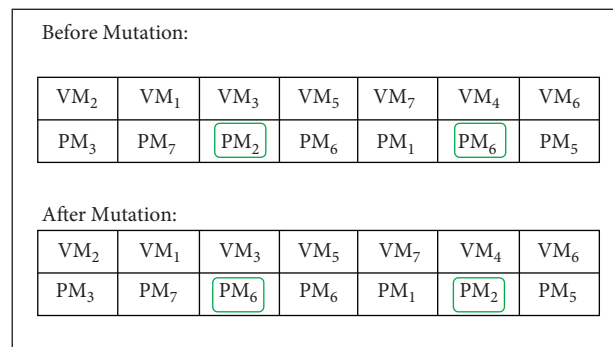 Before Mutation:
VM₂ VM₁ VM₃ VM₅ VM₇ VM₄ VM₆
PM₃ PM₇ PM₂ PM₆ PM₁ PM₆ PM₅
After Mutation:
VM₂ VM₁ VM₃ VM₅ VM₇ VM₄ VM₆
PM₃ PM₇ PM₆ PM₆ PM₁ PM₂ PM₅